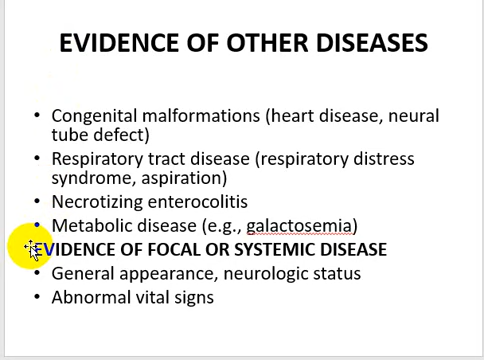 EVIDENCE OF OTHER DISEASES
• Congenital malformations (heart disease, neural
tube defect)
• Respiratory tract disease (respiratory distress
syndrome, aspiration)
• Necrotizing enterocolitis
• Metabolic disease (e.g., galactosemia)
EVIDENCE OF FOCAL OR SYSTEMIC DISEASE
• General appearance, neurologic status
• Abnormal vital signs